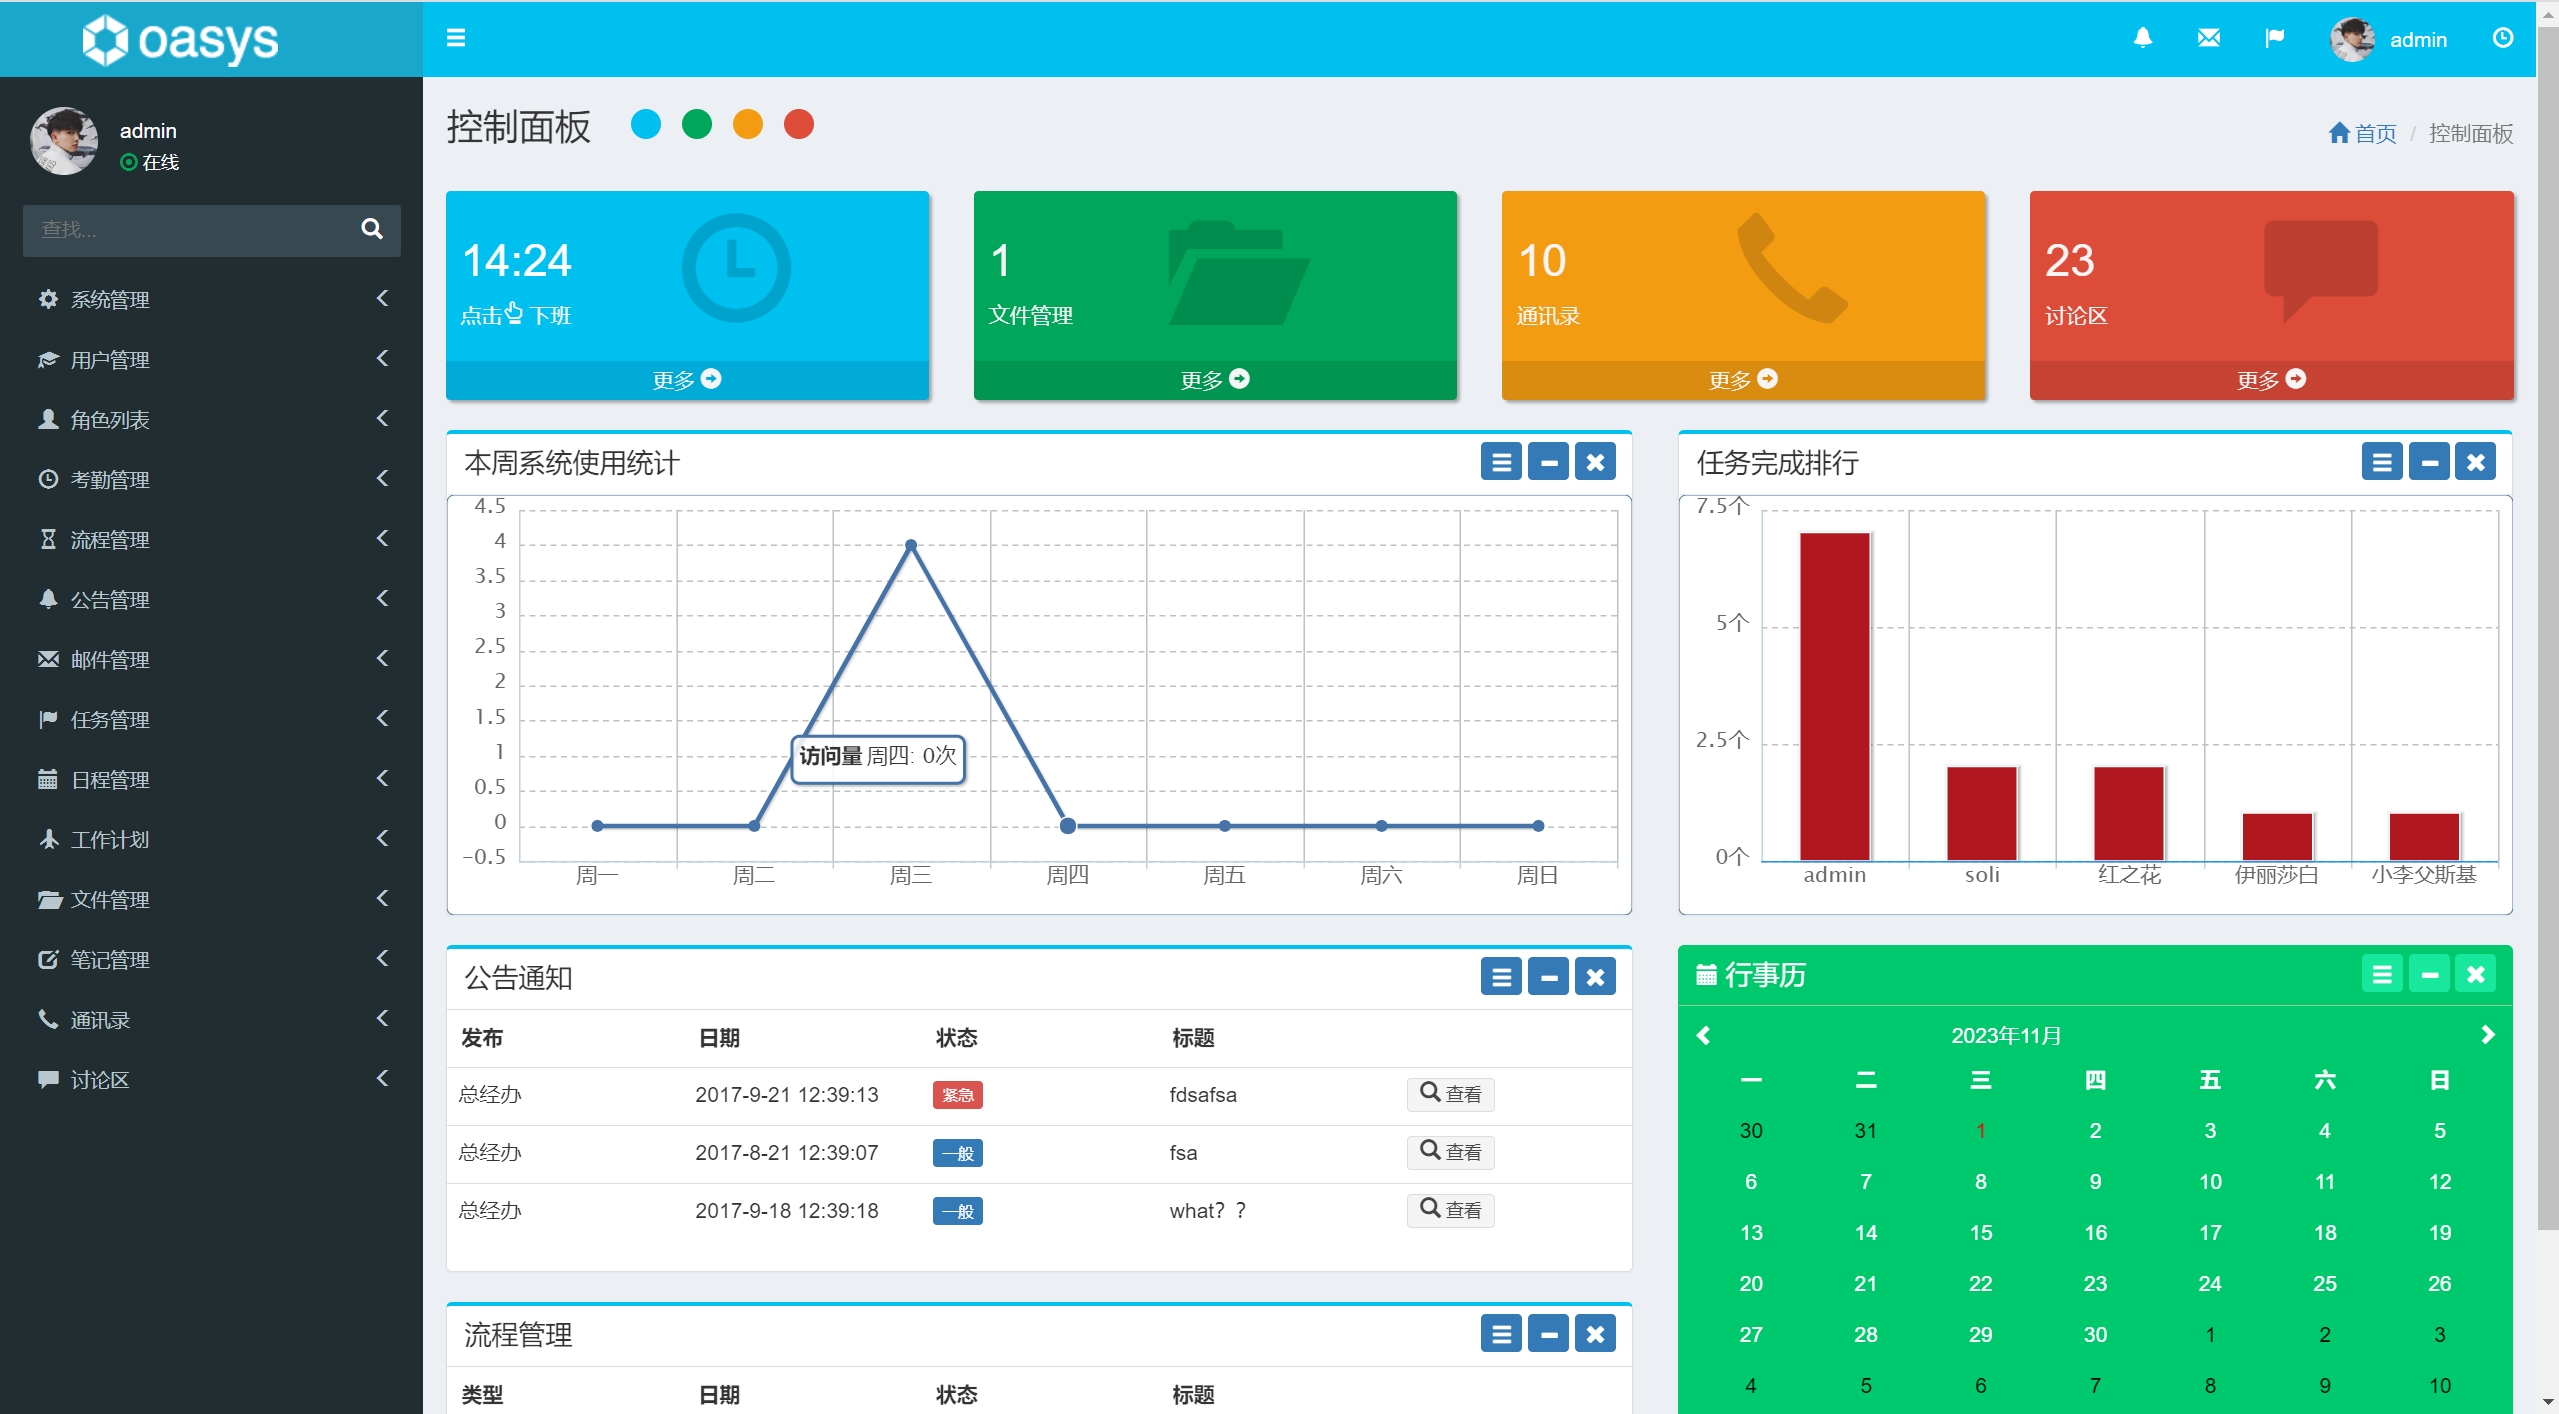 oasys
admin
admin
在线
查找...
系统管理
用户管理
角色列表
考勤管理
流程管理
公告管理
邮件管理
任务管理
日程管理
工作计划
文件管理
笔记管理
通讯录
讨论区
控制面板
首页 / 控制面板
14:24
点击 下班
更多
1
文件管理
更多
10
通讯录
更多
23
讨论区
更多
本周系统使用统计
4.5
4
3.5
3
2.5
2
1.5
1
0.5
0
-0.5
访问量 周四: 0次
周一 周二 周三 周四 周五 周六 周日
任务完成排行
7.5个
5个
2.5个
0个
admin soli 红之花 伊丽莎白 小李父斯基
公告通知
发布 日期 状态 标题
总经办 2017-9-21 12:39:13 紧急 fdsafsa 查看
总经办 2017-8-21 12:39:07 一般 fsa 查看
总经办 2017-9-18 12:39:18 一般 what? ? 查看
流程管理
类型 日期 状态 标题
行事历
2023年11月
一 二 三 四 五 六 日
30 31 1 2 3 4 5
6 7 8 9 10 11 12
13 14 15 16 17 18 19
20 21 22 23 24 25 26
27 28 29 30 1 2 3
4 5 6 7 8 9 10